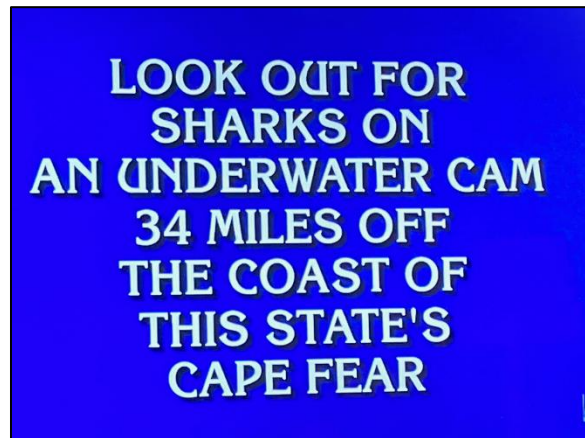 LOOK OUT FOR
SHARKS ON
AN UNDERWATER CAM
34 MILES OFF
THE COAST OF
THIS STATE'S
CAPE FEAR